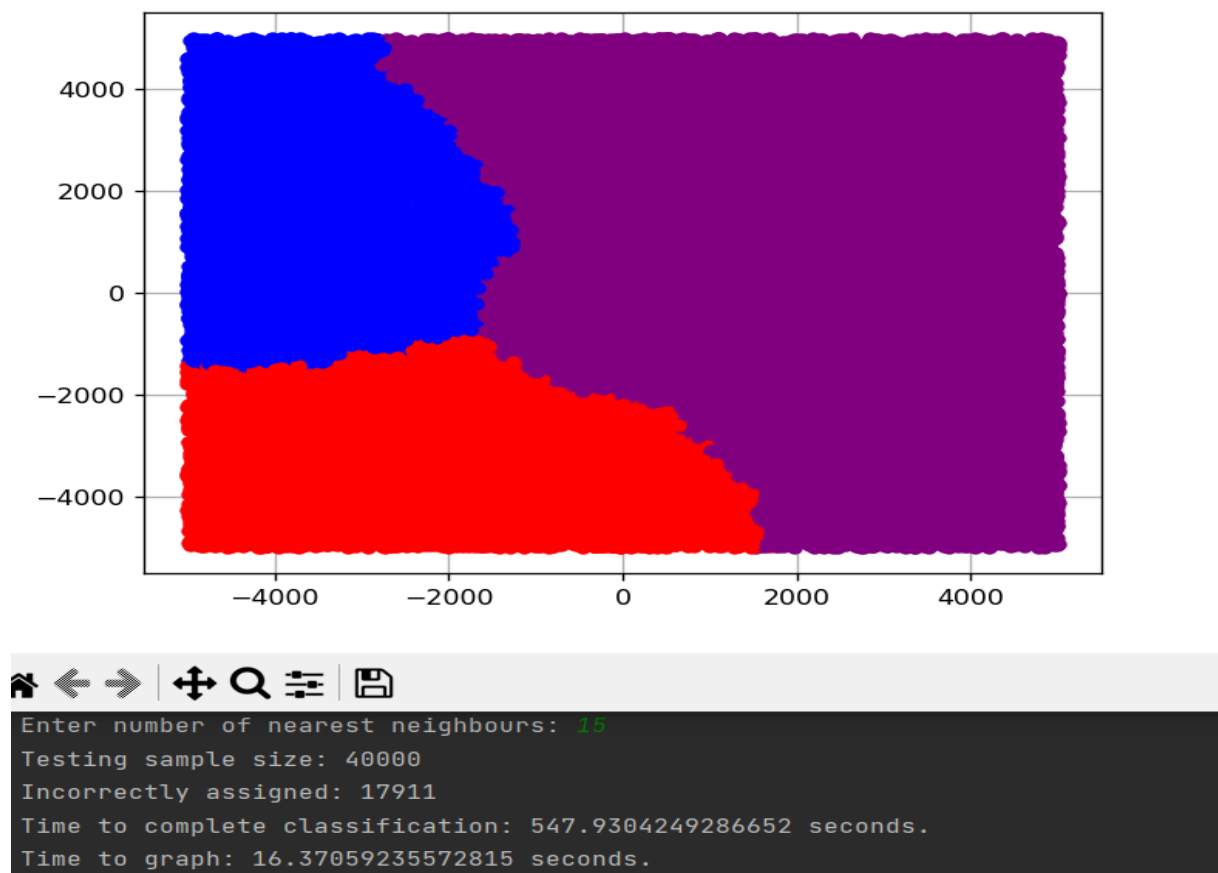 4000
2000
0
−2000
−4000
−4000 −2000 0 2000 4000
Enter number of nearest neighbours: 15
Testing sample size: 40000
Incorrectly assigned: 17911
Time to complete classification: 547.9304249286652 seconds.
Time to graph: 16.37059235572815 seconds.